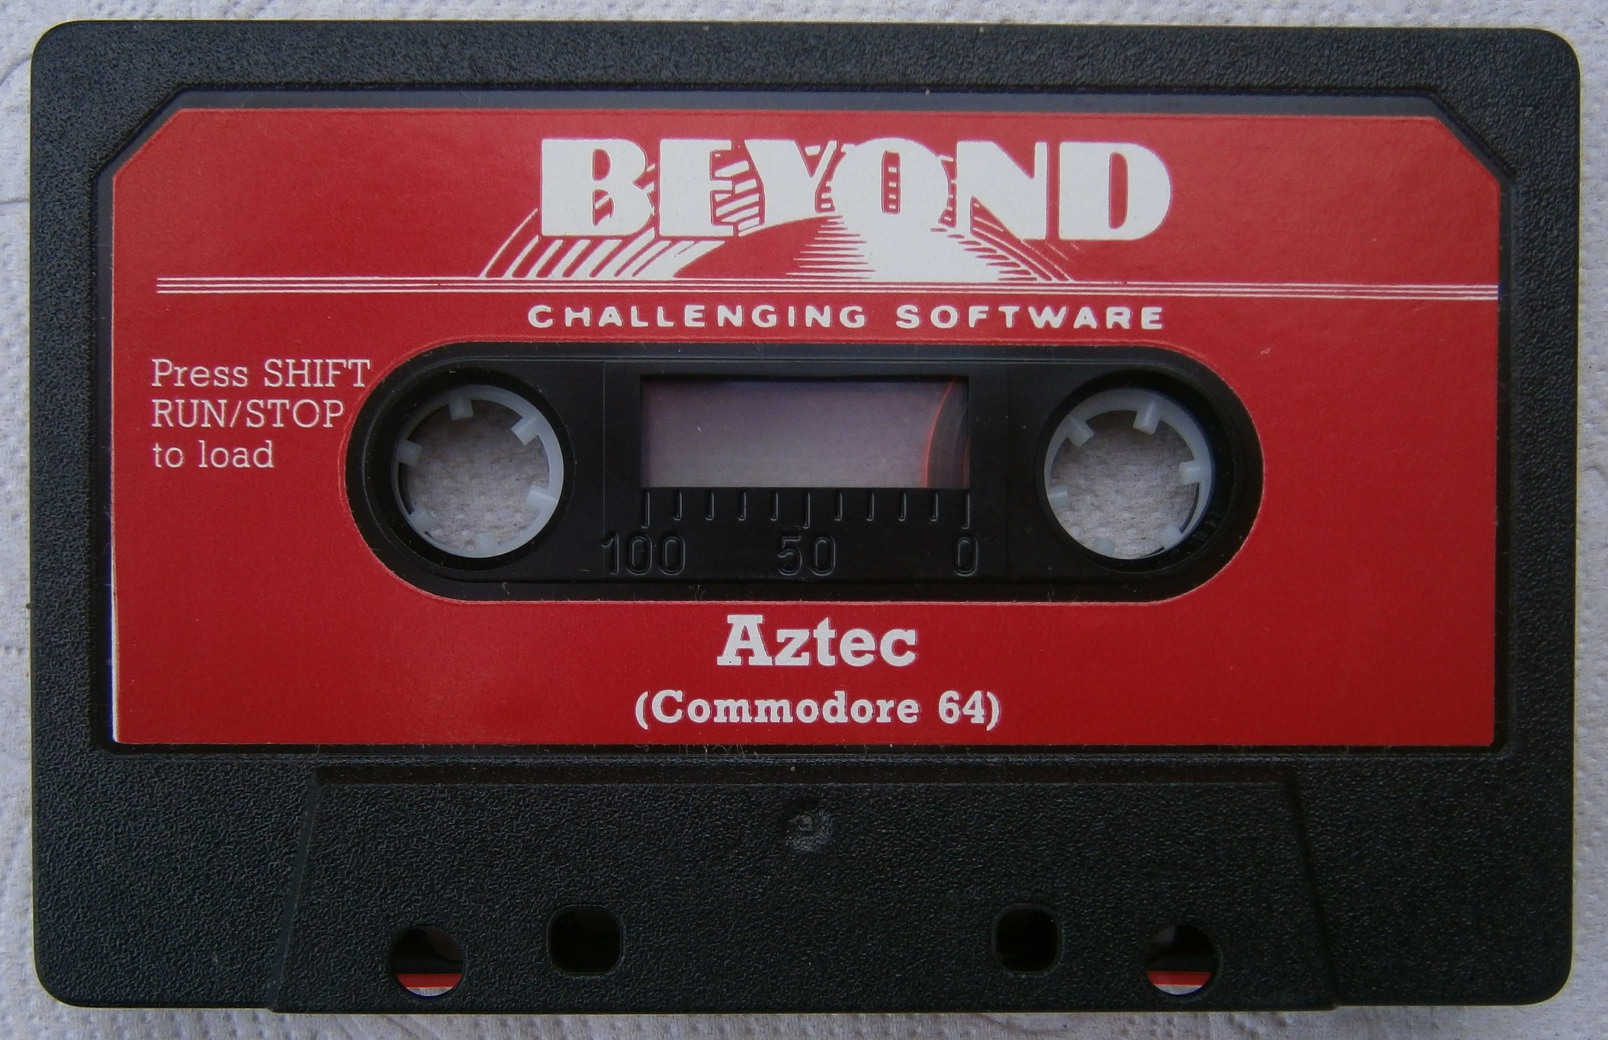 BEYOND
CHALLENGING SOFTWARE
Press SHIFT
RUN/STOP
to load
100 50 0
Aztec
(Commodore 64)